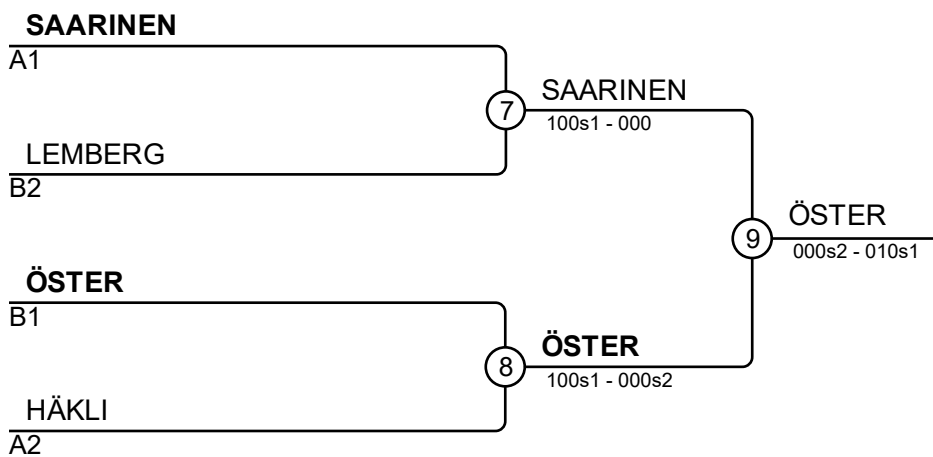 SAARINEN
A1
7
SAARINEN
100s1 - 000
LEMBERG
B2
9
ÖSTER
000s2 - 010s1
ÖSTER
B1
8
ÖSTER
100s1 - 000s2
HÄKLI
A2